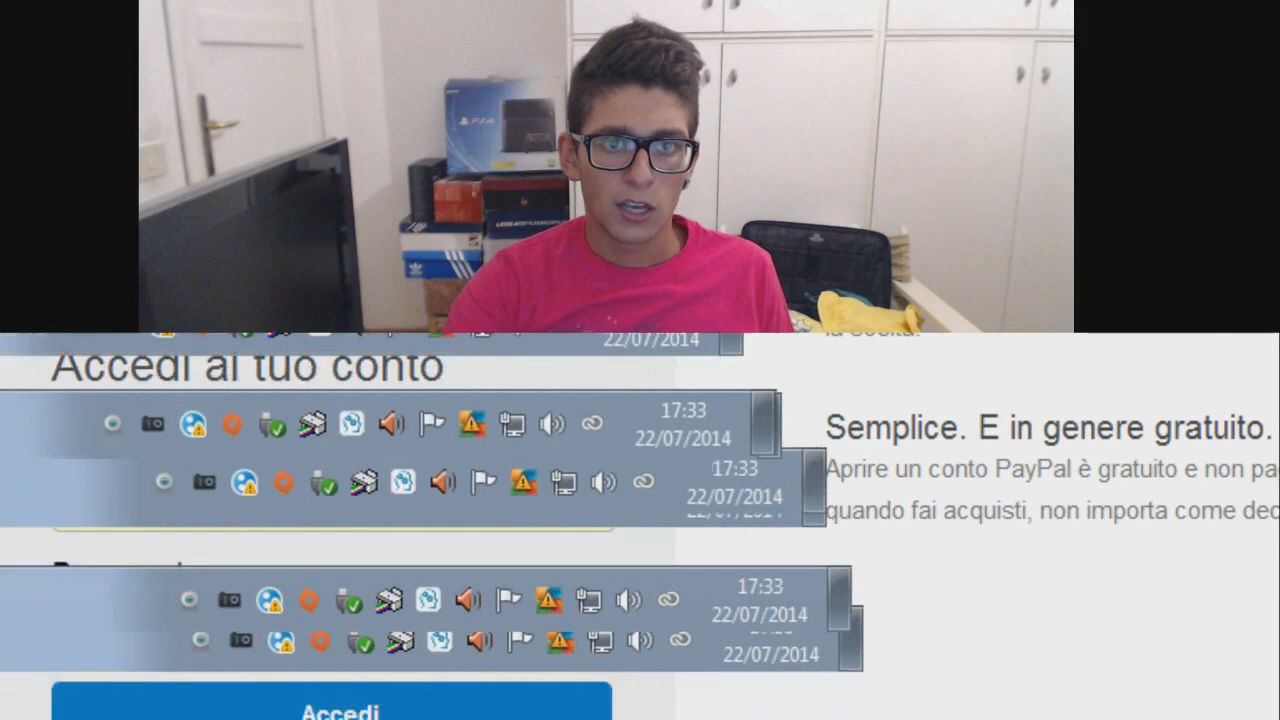 PS4
22/07/2014
Accedi al tuo conto
17:33
22/07/2014
Semplice. E in genere gratuito.
17:33
22/07/2014
Aprire un conto PayPal è gratuito e non pa
quando fai acquisti, non importa come dec
17:33
22/07/2014
22/07/2014
Accedi